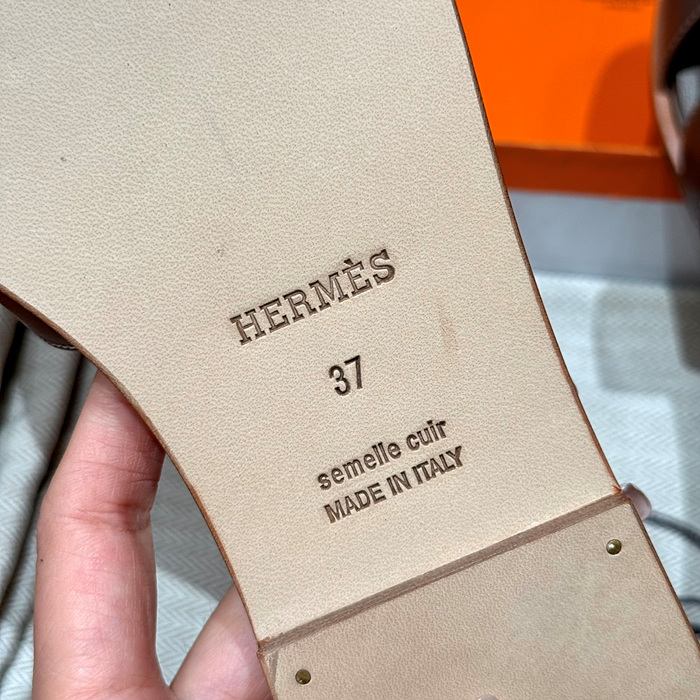 HERMÈS
37
semelle cuir
MADE IN ITALY